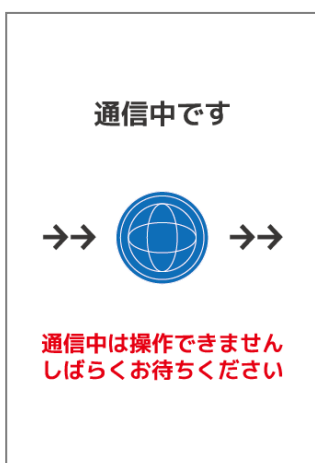 通信中です
→→ →→
通信中は操作できません
しばらくお待ちください